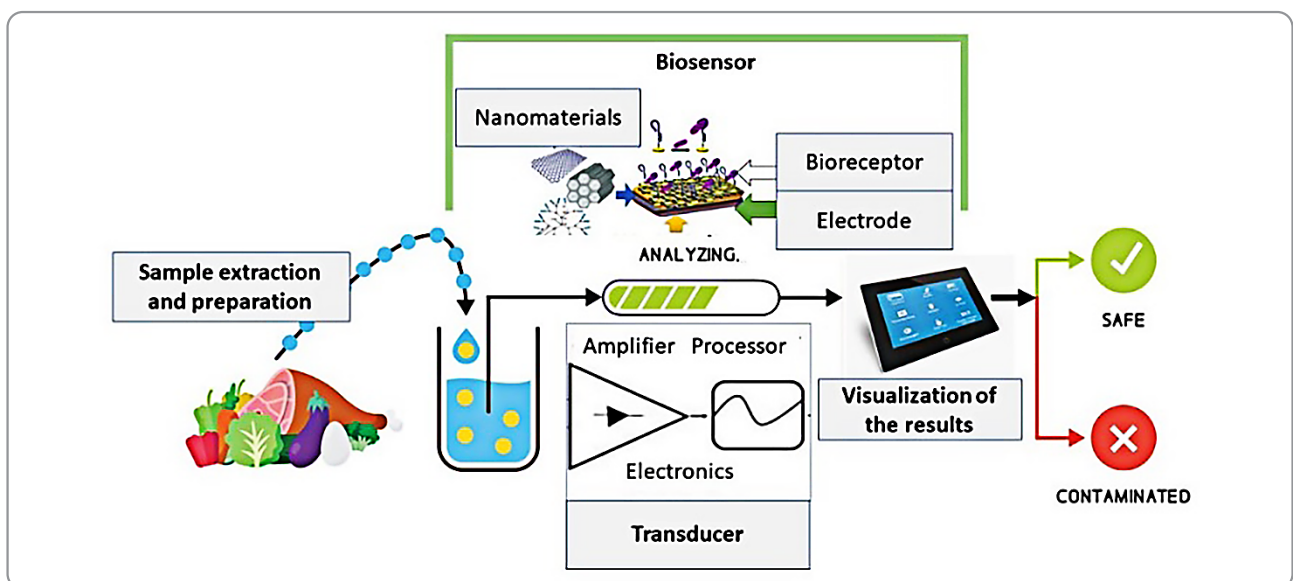 Biosensor
Nanomaterials
Bioreceptor
Electrode
ANALYZING.
Sample extraction
and preparation
Amplifier Processor
Electronics
Transducer
Visualization of
the results
SAFE
CONTAMINATED